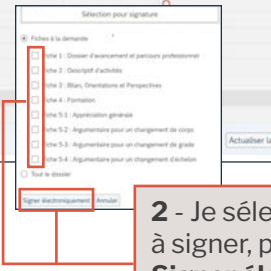 Sélection pour signature
Fiches à la demande
Fiche 1 : Dossier d'avancement et parcours professionnel
Fiche 2 : Descriptif d'activités
Fiche 3 : Bilan, Orientations et Perspectives
Fiche 4 : Formation
Fiche 5-1 : Appréciation générale
Fiche 5-2 : Argumentaire pour un changement de corps
Fiche 5-3 : Argumentaire pour un changement de grade
Fiche 5-4 : Argumentaire pour un changement d'échelon
Tout le dossier
Signer électroniquement Annuler
Actualiser la
2 - Je séle
à signer, p